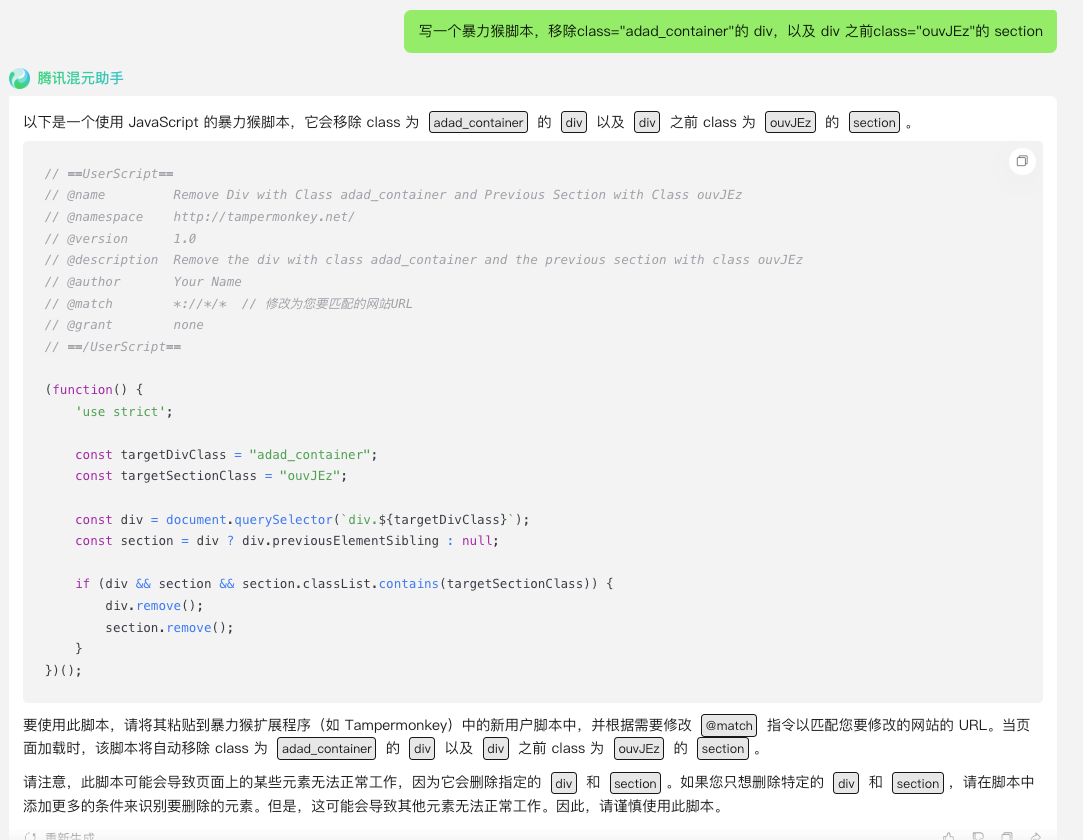 写一个暴力猴脚本，移除class="adad_container"的 div，以及 div 之前class="ouvJEz"的 section
腾讯混元助手
以下是一个使用 JavaScript 的暴力猴脚本，它会移除 class 为 adad_container 的 div 以及 div 之前 class 为 ouvJEz 的 section 。
// ==UserScript==
// @name         Remove Div with Class adad_container and Previous Section with Class ouvJEz
// @namespace    http://tampermonkey.net/
// @version      1.0
// @description  Remove the div with class adad_container and the previous section with class ouvJEz
// @author       Your Name
// @match        *://*/*  // 修改为您要匹配的网站URL
// @grant        none
// ==/UserScript==
(function() {
    'use strict';
    const targetDivClass = "adad_container";
    const targetSectionClass = "ouvJEz";
    const div = document.querySelector(`div.${targetDivClass}`);
    const section = div ? div.previousElementSibling : null;
    if (div && section && section.classList.contains(targetSectionClass)) {
        div.remove();
        section.remove();
    }
})();
要使用此脚本，请将其粘贴到暴力猴扩展程序（如 Tampermonkey）中的新用户脚本中，并根据需要修改 @match 指令以匹配您要修改的网站的 URL。当页
面加载时，该脚本将自动移除 class 为 adad_container 的 div 以及 div 之前 class 为 ouvJEz 的 section 。
请注意，此脚本可能会导致页面上的某些元素无法正常工作，因为它会删除指定的 div 和 section 。如果您只想删除特定的 div 和 section ，请在脚本中
添加更多的条件来识别要删除的元素。但是，这可能会导致其他元素无法正常工作。因此，请谨慎使用此脚本。
重新生成